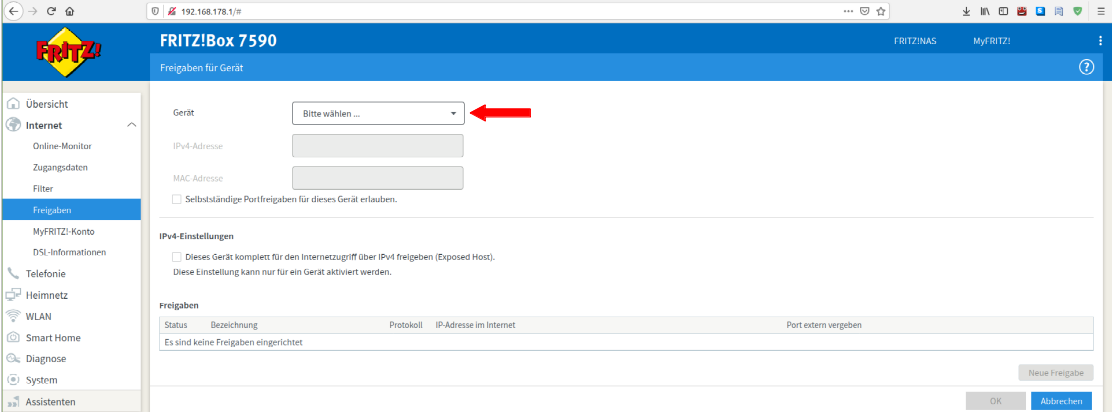 192.168.178.1/#
FRITZ!
FRITZ!Box 7590
FRITZ!NAS
MyFRITZ!
Freigaben für Gerät
?
Übersicht
Internet
Online-Monitor
Zugangsdaten
Filter
Freigaben
MyFRITZ!-Konto
DSL-Informationen
Telefonie
Heimnetz
WLAN
Smart Home
Diagnose
System
Assistenten
Gerät
Bitte wählen ...
IPv4-Adresse
MAC-Adresse
Selbstständige Portfreigaben für dieses Gerät erlauben.
IPv4-Einstellungen
Dieses Gerät komplett für den Internetzugriff über IPv4 freigeben (Exposed Host).
Diese Einstellung kann nur für ein Gerät aktiviert werden.
Freigaben
Status Bezeichnung Protokoll IP-Adresse im Internet Port extern vergeben
Es sind keine Freigaben eingerichtet
Neue Freigabe
OK Abbrechen